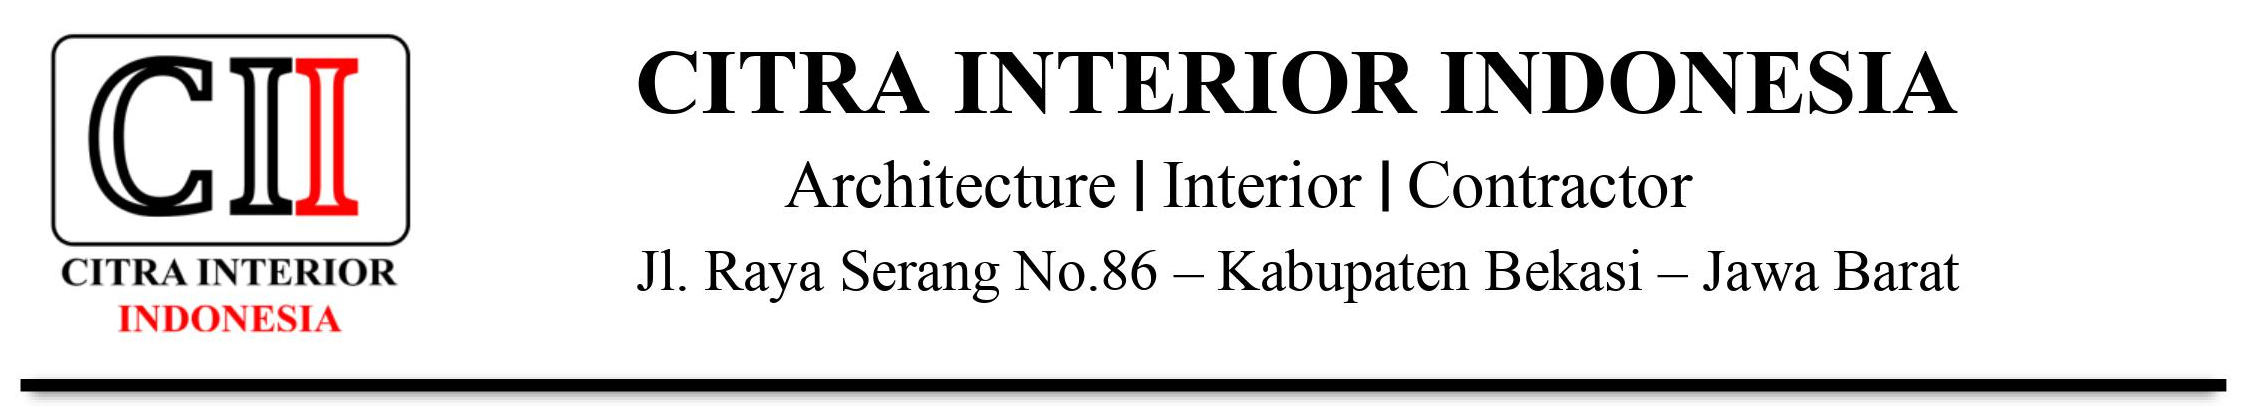 CII
CITRA INTERIOR
INDONESIA
CITRA INTERIOR INDONESIA
Architecture | Interior | Contractor
Jl. Raya Serang No.86 – Kabupaten Bekasi – Jawa Barat